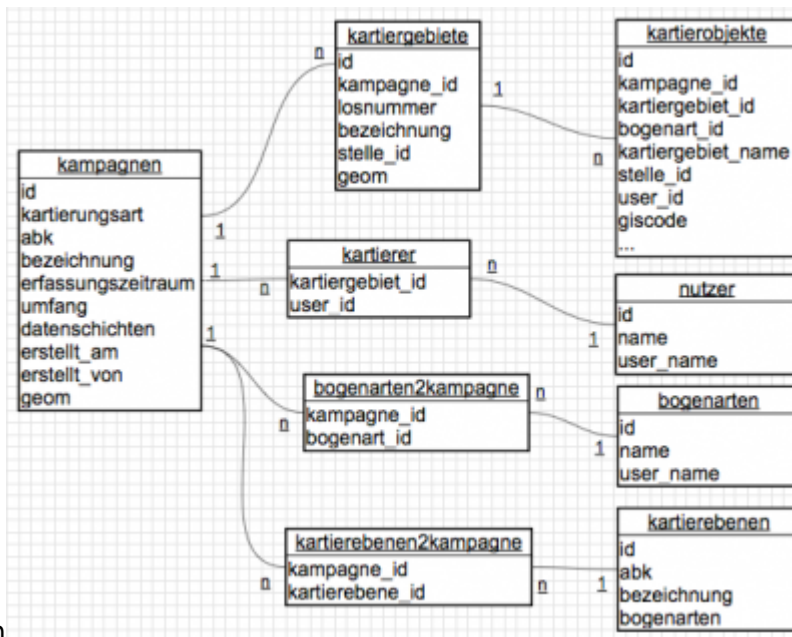 kampagnen
id
kartierungsart
abk
bezeichnung
erfassungszeitraum
umfang
datenschichten
erstellt_am
erstellt_von
geom
1
1
1
n
kartiergebiete
id
kampagne_id
losnummer
bezeichnung
stelle_id
geom
1
n
kartierobjekte
id
kampagne_id
kartiergebiet_id
bogenart_id
kartiergebiet_name
stelle_id
user_id
giscode
...
n
kartierer
kartiergebiet_id
user_id
n
1
nutzer
id
name
user_name
n
bogenarten2kampagne
kampagne_id
bogenart_id
n
1
bogenarten
id
name
user_name
n
kartierebenen2kampagne
kampagne_id
kartierebene_id
n
1
kartierebenen
id
abk
bezeichnung
bogenarten